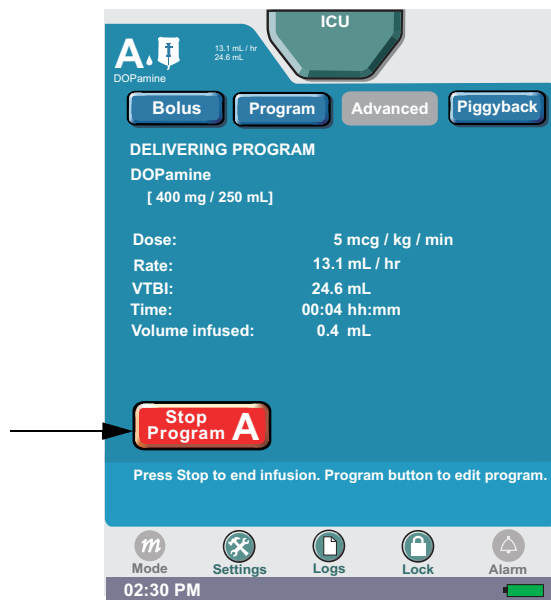 ICU
A.
13.1 mL / hr
24.6 mL
DOPamine
Bolus
Program
Advanced
Piggyback
DELIVERING PROGRAM
DOPamine
[ 400 mg / 250 mL]
Dose: 5 mcg / kg / min
Rate: 13.1 mL / hr
VTBI: 24.6 mL
Time: 00:04 hh:mm
Volume infused: 0.4 mL
Stop
Program A
Press Stop to end infusion. Program button to edit program.
m
Mode
Settings
Logs
Lock
Alarm
02:30 PM